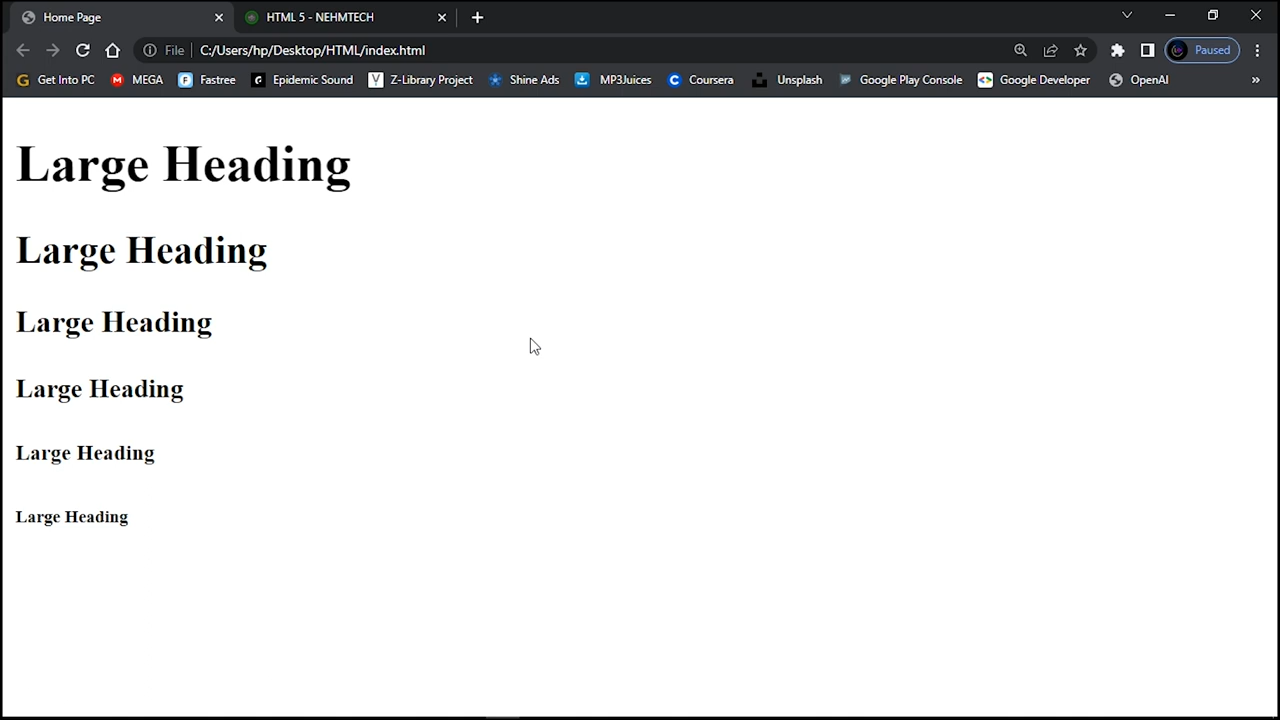 Home Page
HTML 5 - NEHMTECH
File C:/Users/hp/Desktop/HTML/index.html Paused
Get Into PC MEGA Fastree Epidemic Sound Z-Library Project Shine Ads MP3Juices Coursera Unsplash Google Play Console Google Developer OpenAI »
Large Heading
Large Heading
Large Heading
Large Heading
Large Heading
Large Heading